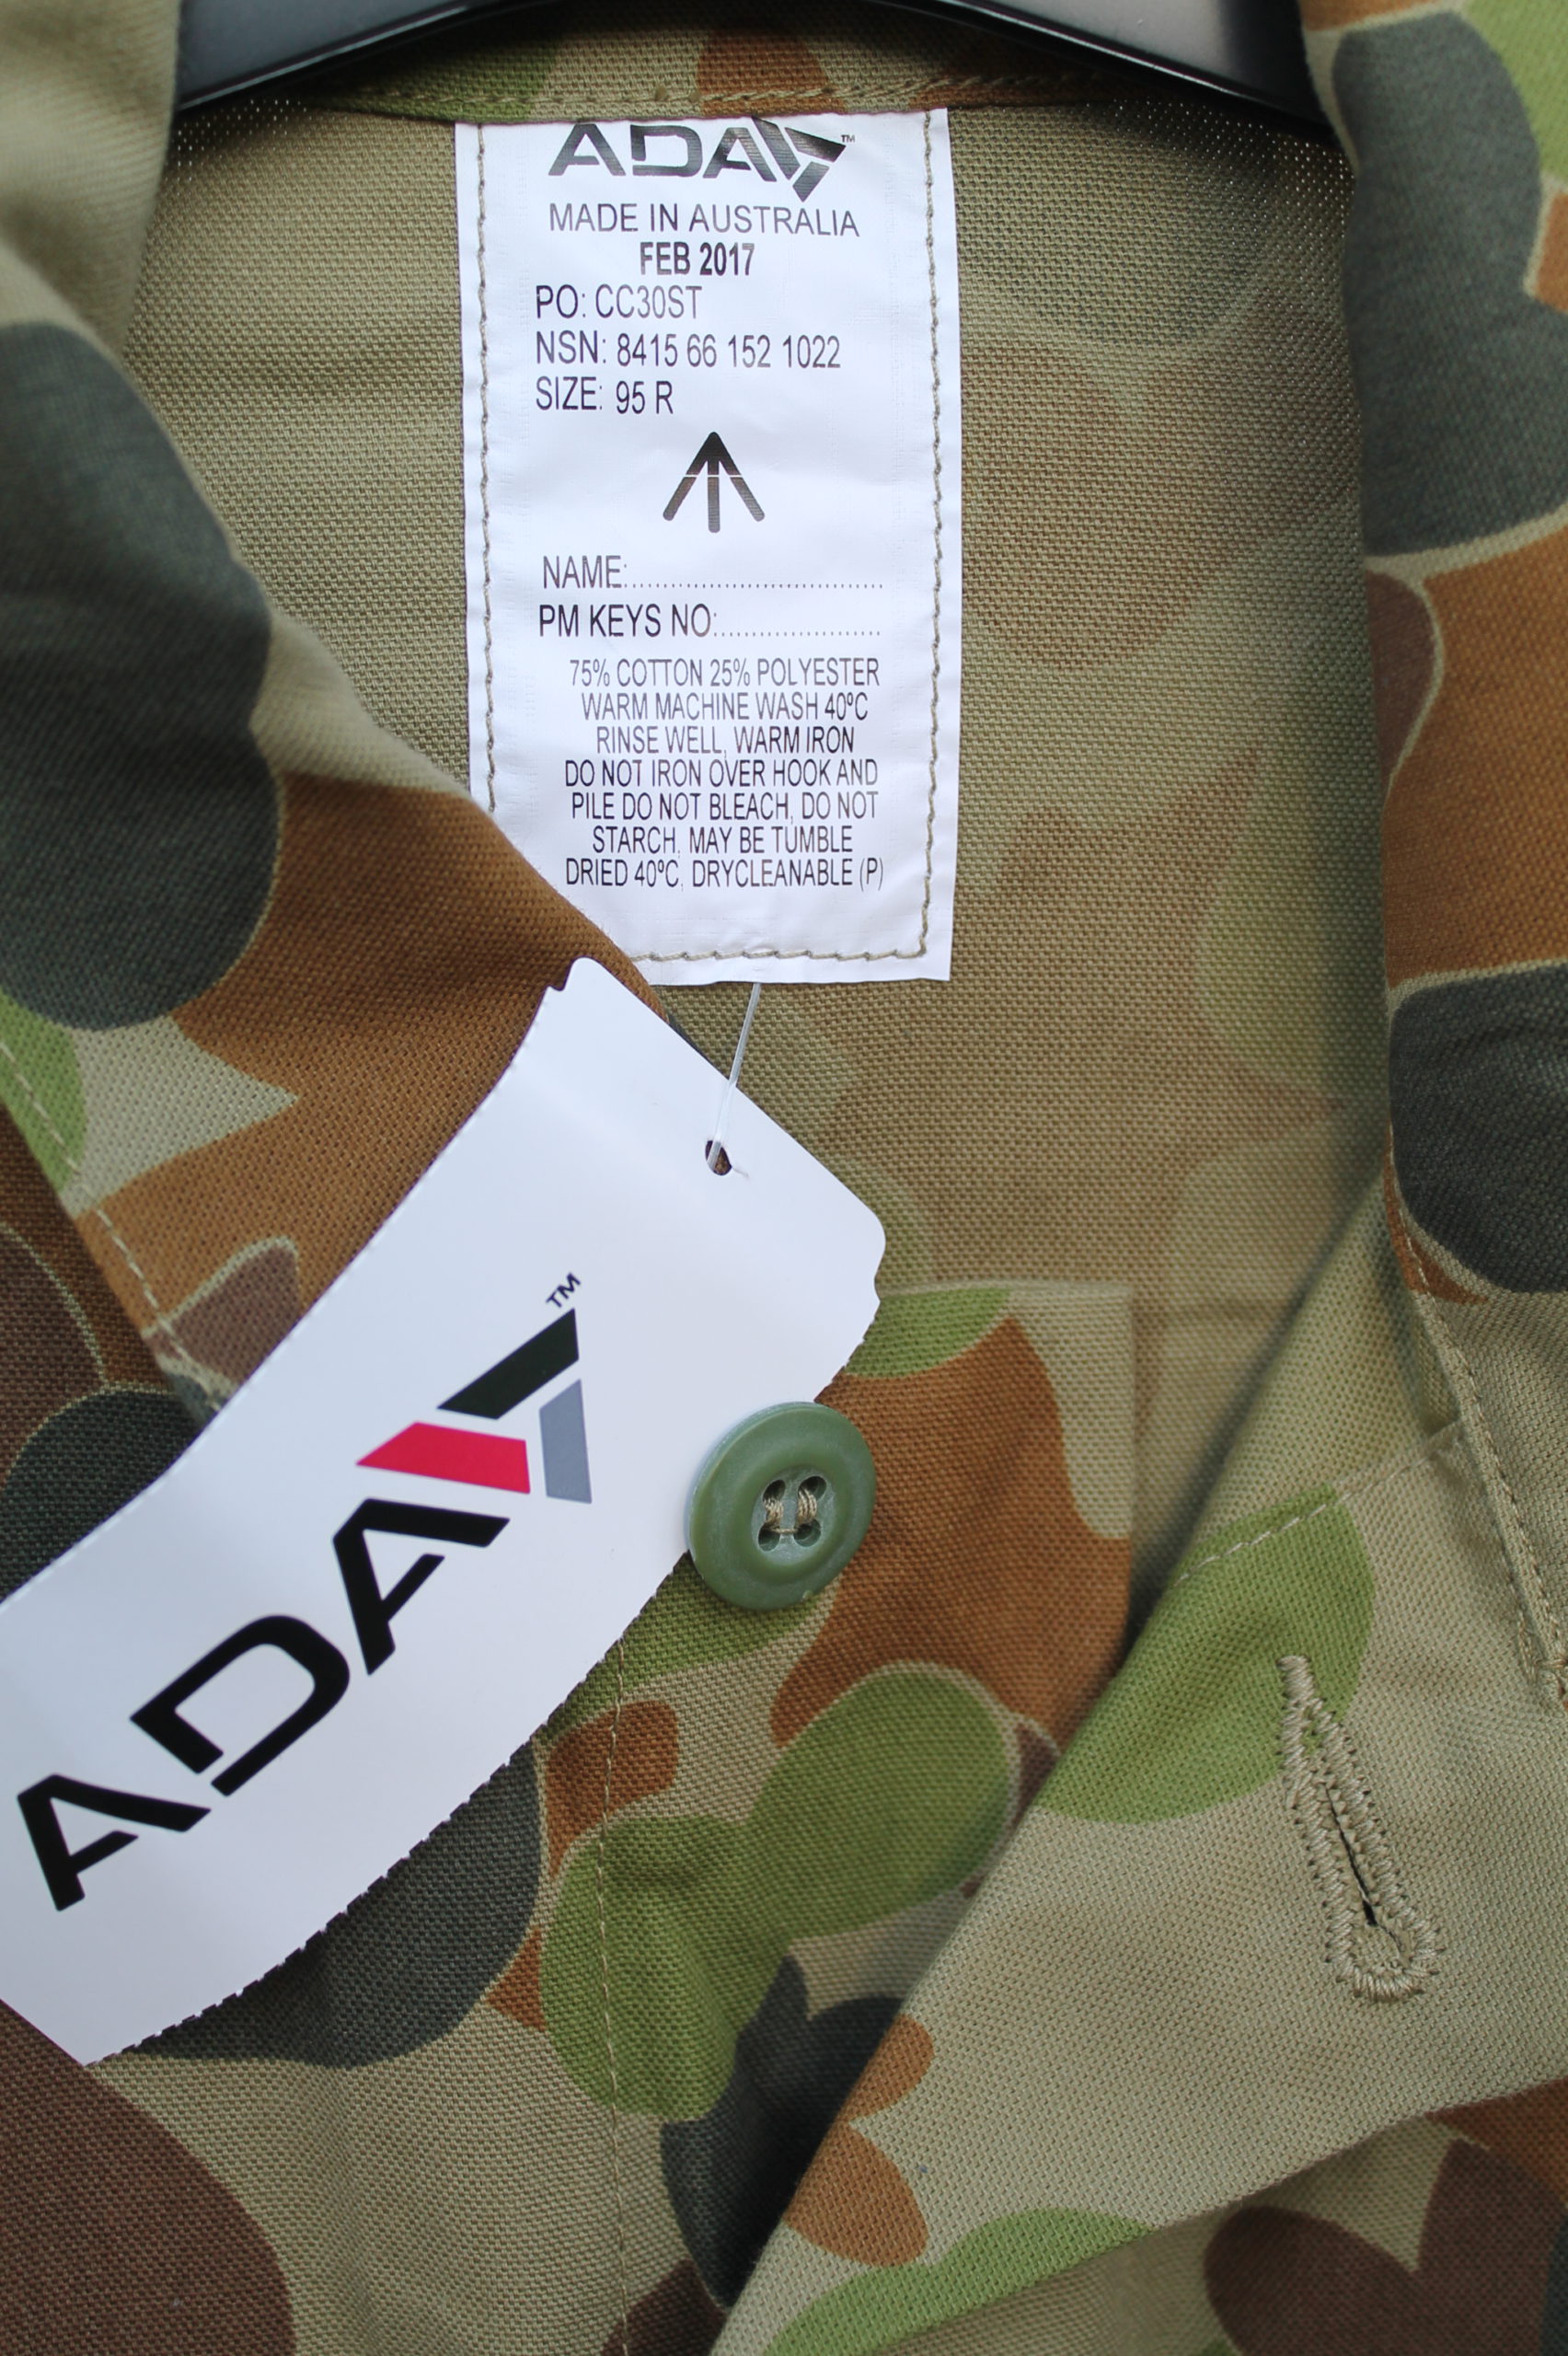 ADA™
MADE IN AUSTRALIA
FEB 2017
PO: CC30ST
NSN: 8415 66 152 1022
SIZE: 95 R
NAME:....................................
PM KEYS NO:.......................
75% COTTON 25% POLYESTER
WARM MACHINE WASH 40ºC
RINSE WELL, WARM IRON
DO NOT IRON OVER HOOK AND
PILE DO NOT BLEACH, DO NOT
STARCH, MAY BE TUMBLE
DRIED 40ºC, DRYCLEANABLE (P)
ADA™